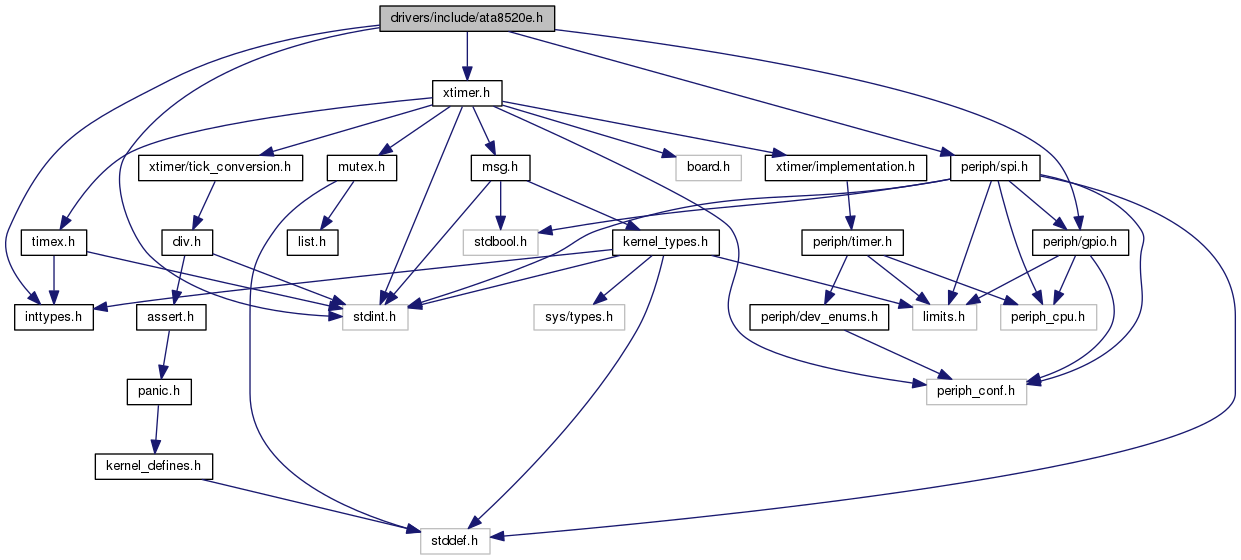 drivers/include/ata8520e.h
xtimer.h
xtimer/tick_conversion.h
mutex.h
msg.h
board.h
xtimer/implementation.h
periph/spi.h
timex.h
div.h
list.h
stdbool.h
kernel_types.h
periph/timer.h
periph/gpio.h
inttypes.h
assert.h
stdint.h
sys/types.h
periph/dev_enums.h
limits.h
periph_cpu.h
panic.h
periph_conf.h
kernel_defines.h
stddef.h